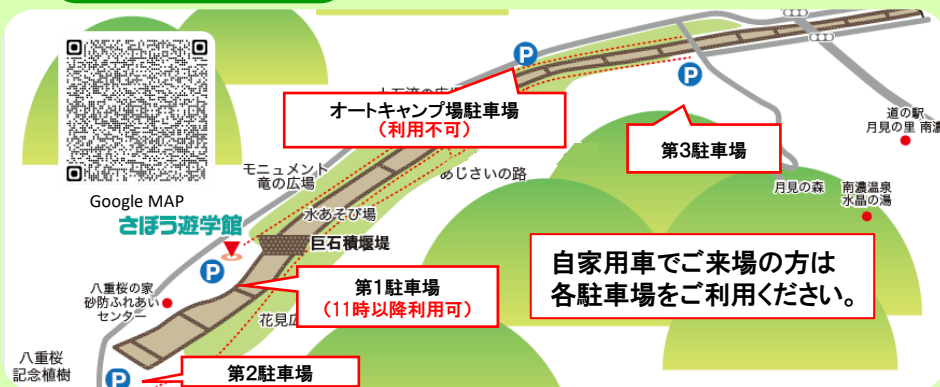 Google MAP
さぼう遊学館
P
オートキャンプ場駐車場
(利用不可)
P
第3駐車場
道の駅
月見の里 南濃
月見の森
南濃温泉
水晶の湯
モニュメント
竜の広場
あじさいの路
水あそび場
巨石積堰堤
P
第1駐車場
(11時以降利用可)
自家用車でご来場の方は
各駐車場をご利用ください。
八重桜の家
砂防ふれあい
センター
花見広
八重桜
記念植樹
P
第2駐車場